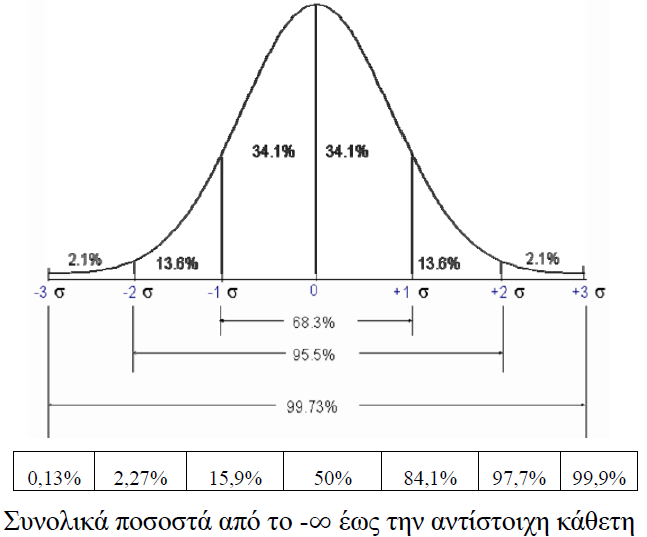 34.1% 34.1%
2.1% 13.6% 13.6% 2.1%
-3 σ -2 σ -1 σ 0 +1 σ +2 σ +3 σ
68.3%
95.5%
99.73%
0,13% 2,27% 15,9% 50% 84,1% 97,7% 99,9%
Συνολικά ποσοστά από το -∞ έως την αντίστοιχη κάθετη